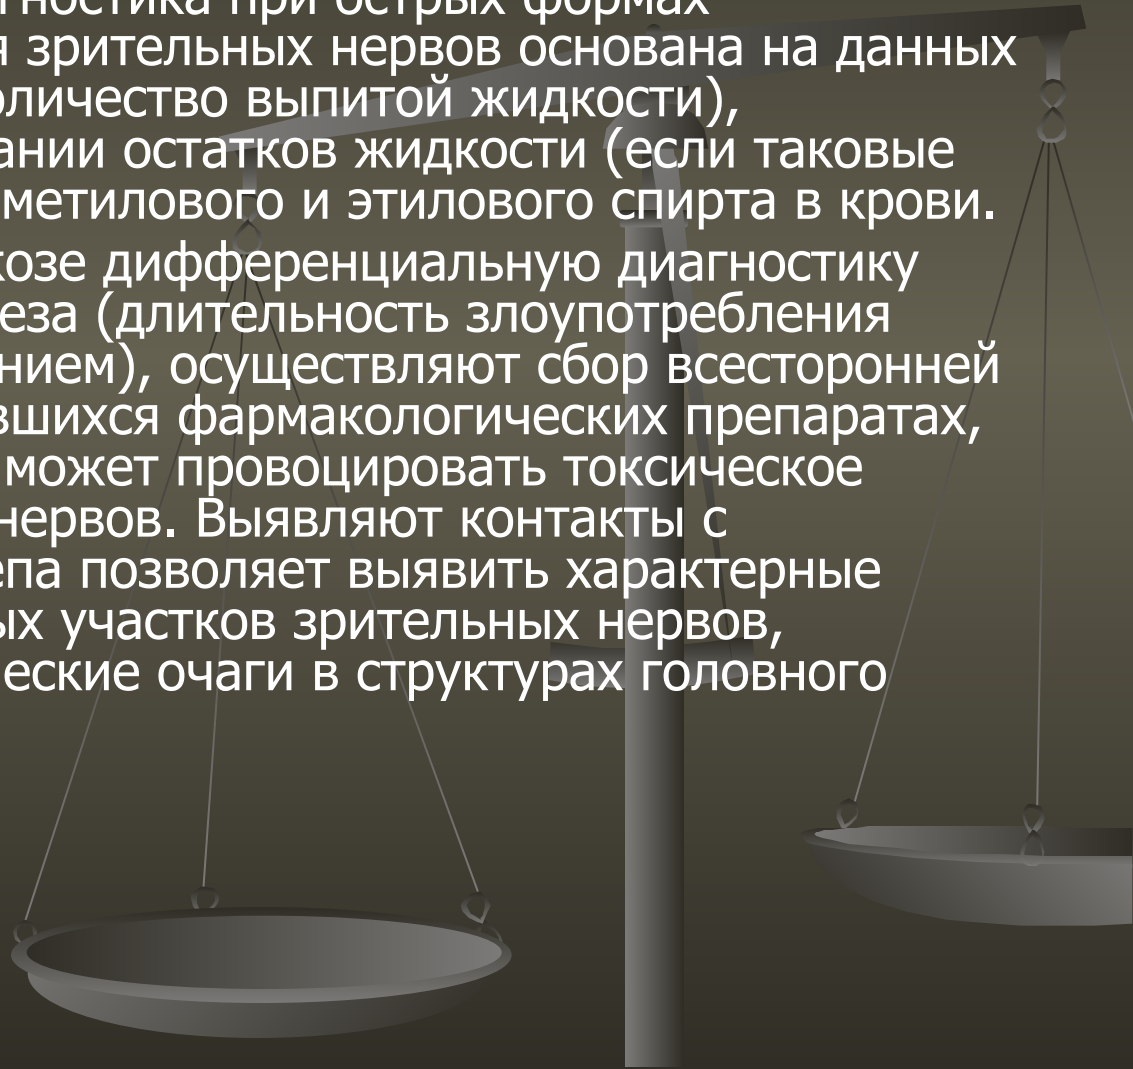 гностика при острых формах
я зрительных нервов основана на данных
оличество выпитой жидкости),
ании остатков жидкости (если таковые
метилового и этилового спирта в крови.
козе дифференциальную диагностику
еза (длительность злоупотребления
нием), осуществляют сбор всесторонней
вшихся фармакологических препаратах,
может провоцировать токсическое
нервов. Выявляют контакты с
епа позволяет выявить характерные
ых участков зрительных нервов,
еские очаги в структурах головного